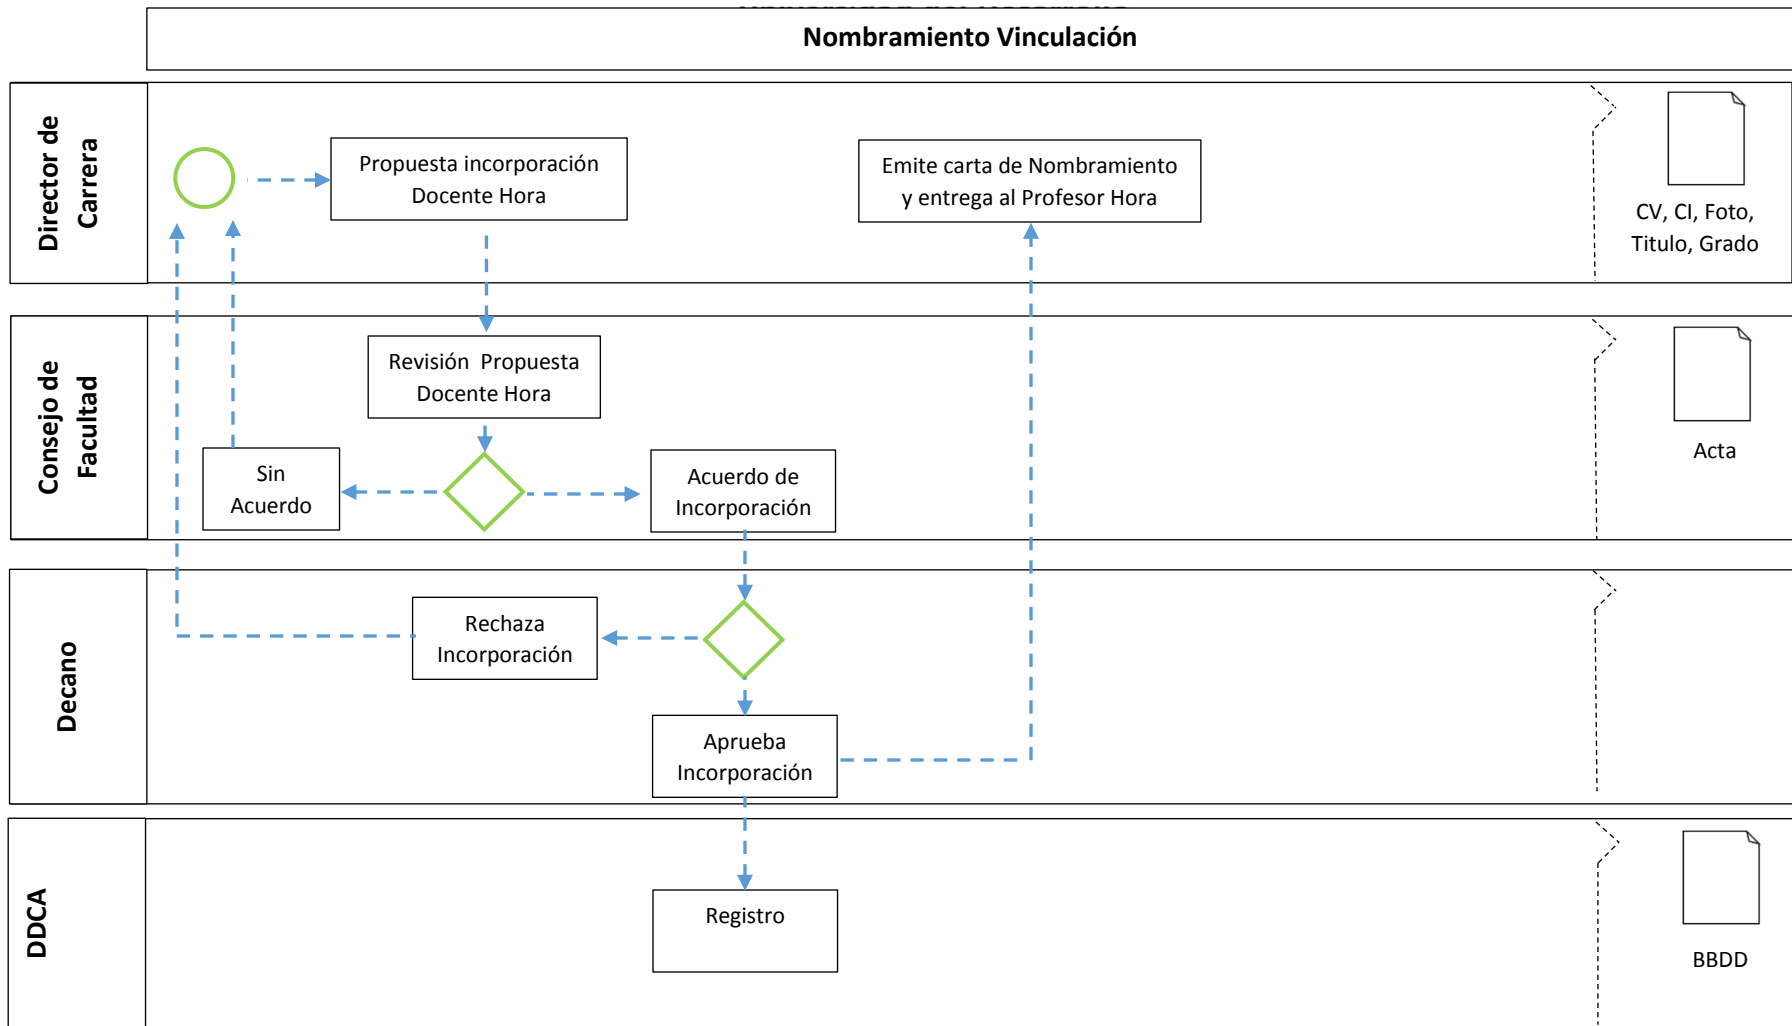 Nombramiento Vinculación
Director de
Carrera
Propuesta incorporación
Docente Hora
Emite carta de Nombramiento
y entrega al Profesor Hora
CV, CI, Foto,
Titulo, Grado
Consejo de
Facultad
Revisión  Propuesta
Docente Hora
Sin
Acuerdo
Acuerdo de
Incorporación
Acta
Decano
Rechaza
Incorporación
Aprueba
Incorporación
DDCA
Registro
BBDD